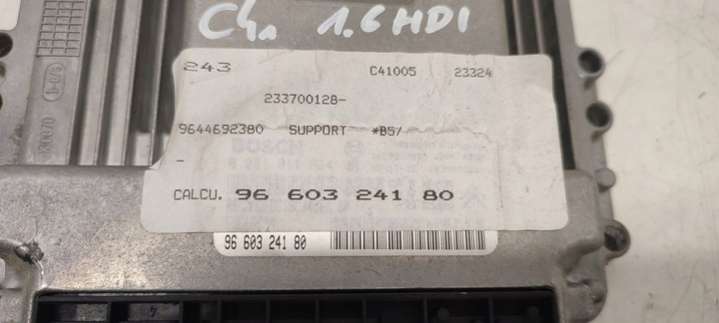 C4 1.6 HDI
243 C41005 23324
233700128-
9644692380 SUPPORT *B5/
-
CALCU. 96 603 241 80
96 603 241 80